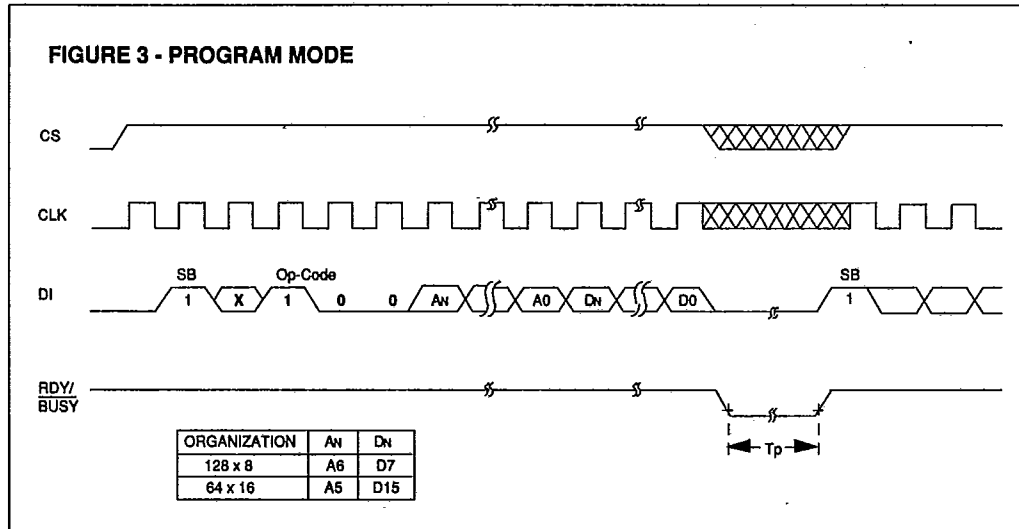 FIGURE 3 - PROGRAM MODE
CS
CLK
SB Op-Code SB
DI 1 X 1 0 0 AN A0 DN D0 1
RDY/
BUSY
Tp
ORGANIZATION AN DN
128 x 8 A6 D7
64 x 16 A5 D15